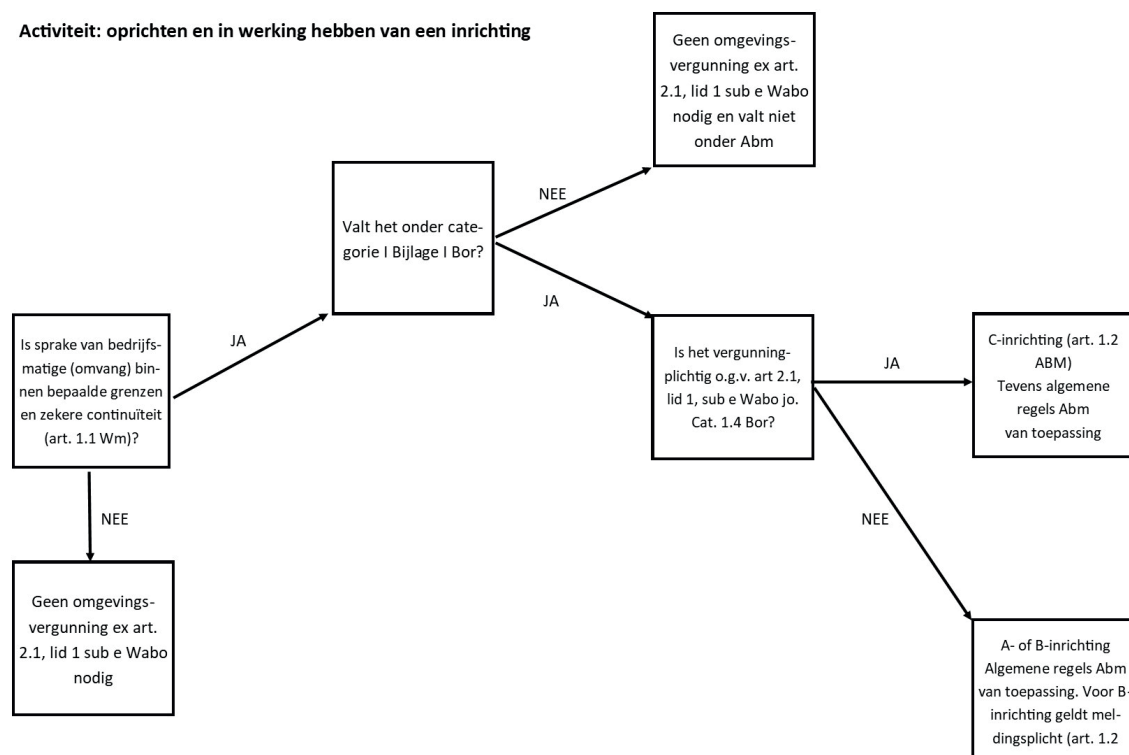 Activiteit: oprichten en in werking hebben van een inrichting
Geen omgevings-
vergunning ex art.
2.1, lid 1 sub e Wabo
nodig en valt niet
onder Abm
NEE
Valt het onder cate-
gorie I Bijlage I Bor?
JA
Is sprake van bedrijfs-
matige (omvang) bin-
nen bepaalde grenzen
en zekere continuïteit
(art. 1.1 Wm)?
JA
Is het vergunning-
plichtig o.g.v. art 2.1,
lid 1, sub e Wabo jo.
Cat. 1.4 Bor?
JA
C-inrichting (art. 1.2
ABM)
Tevens algemene
regels Abm
van toepassing
NEE
NEE
Geen omgevings-
vergunning ex art.
2.1, lid 1 sub e Wabo
nodig
A- of B-inrichting
Algemene regels Abm
van toepassing. Voor B-
inrichting geldt mel-
dingsplicht (art. 1.2